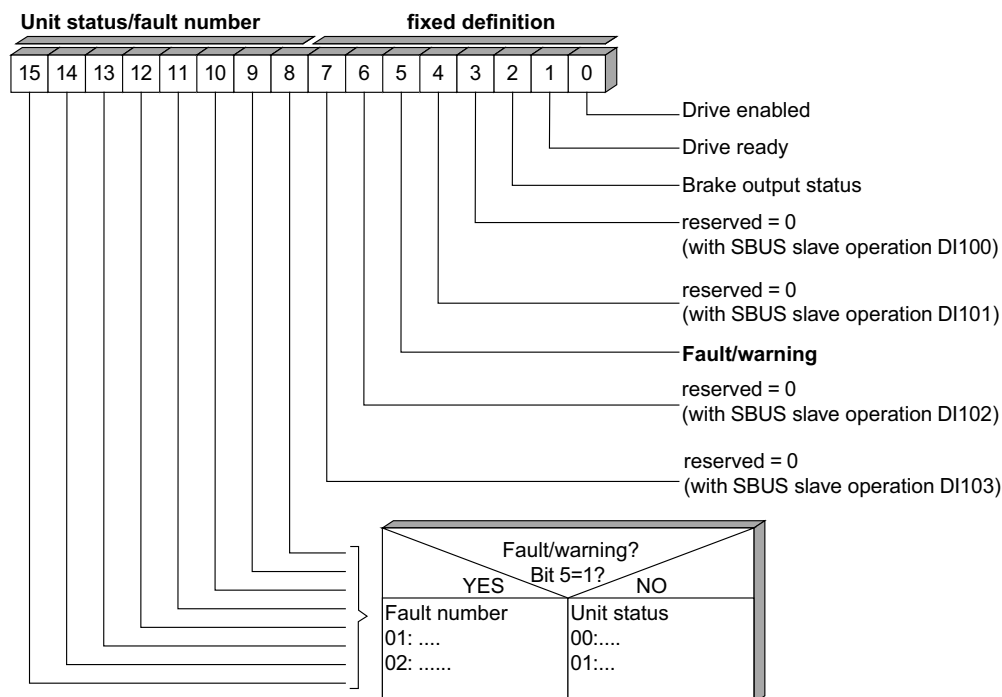 Unit status/fault number fixed definition
15 14 13 12 11 10 9 8 7 6 5 4 3 2 1 0
Drive enabled
Drive ready
Brake output status
reserved = 0
(with SBUS slave operation DI100)
reserved = 0
(with SBUS slave operation DI101)
Fault/warning
reserved = 0
(with SBUS slave operation DI102)
reserved = 0
(with SBUS slave operation DI103)
Fault/warning?
Bit 5=1?
YES NO
Fault number Unit status
01: .... 00:....
02: ...... 01:...